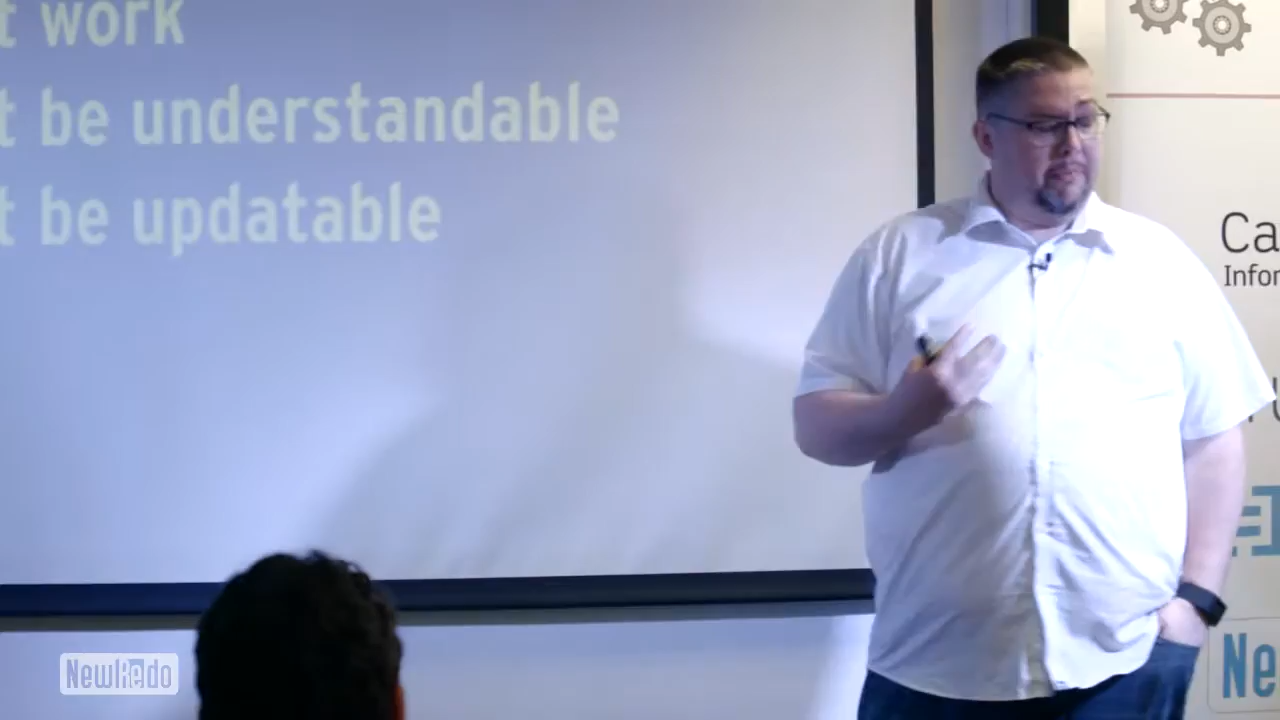 t work
t be understandable
t be updatable
Ca
Infor
NewRedo
Ne